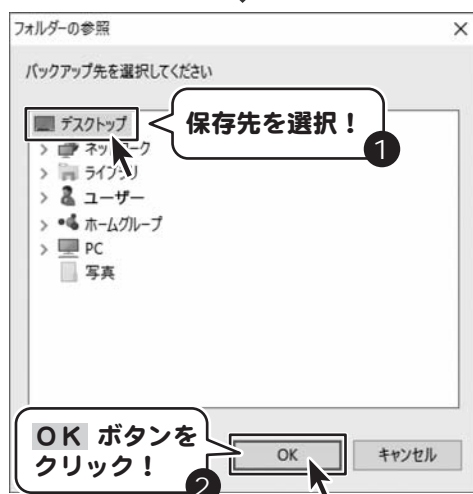 フォルダーの参照
バックアップ先を選択してください
デスクトップ
保存先を選択！
1
ネットワーク
ライブラリ
ユーザー
ホームグループ
PC
写真
OK ボタンを
クリック！
2
OK
キャンセル